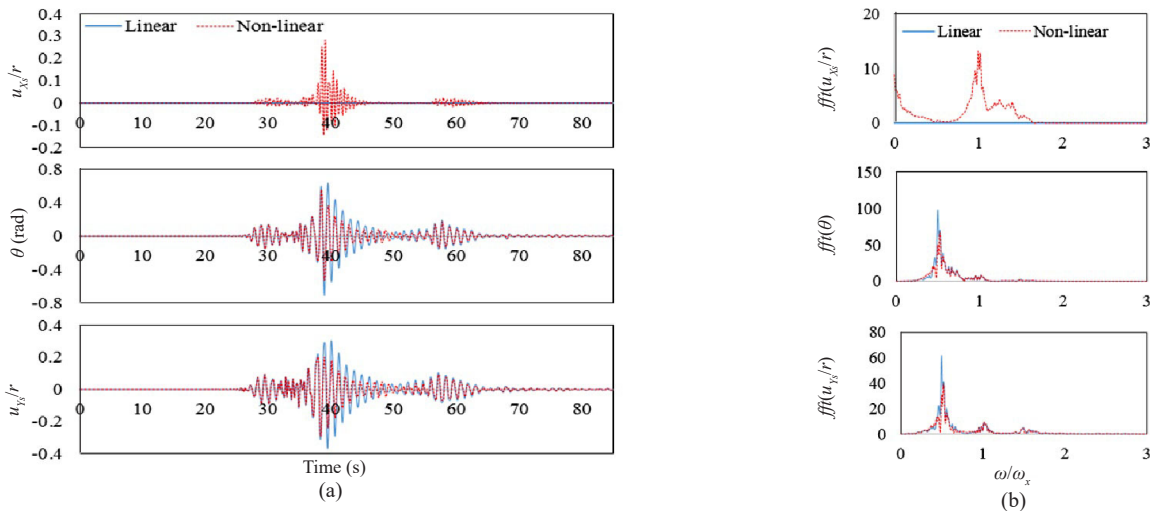 0.4
Linear Non-linear
0.3
0.2
0.1
0
-0.1
-0.2
u_Xs/r
0 10 20 30 40 50 60 70 80
0.8
0.4
0
-0.4
-0.8
θ (rad)
0 10 20 30 40 50 60 70 80
0.4
0.2
0
-0.2
-0.4
u_Ys/r
0 10 20 30 40 50 60 70 80
Time (s)
(a)
20
Linear Non-linear
10
0
fft(u_Xs/r)
0 1 2 3
150
100
50
0
fft(θ)
0 1 2 3
80
60
40
20
0
fft(u_Ys/r)
0 1 2 3
ω/ω_x
(b)